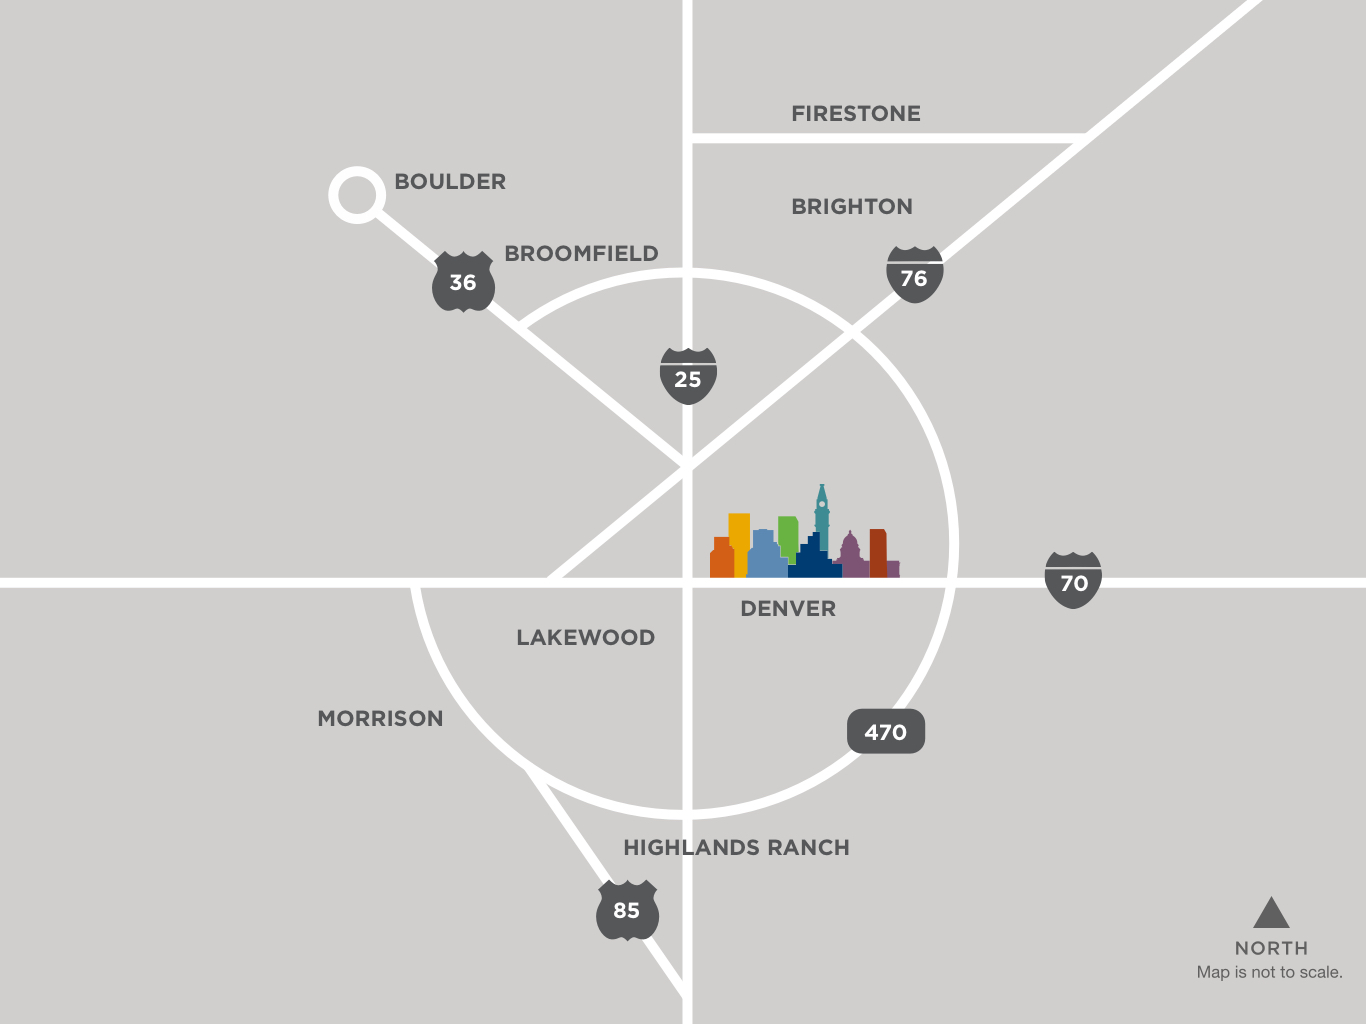 FIRESTONE
BOULDER
BRIGHTON
BROOMFIELD
76
36
25
70
DENVER
LAKEWOOD
MORRISON
470
HIGHLANDS RANCH
85
NORTH
Map is not to scale.